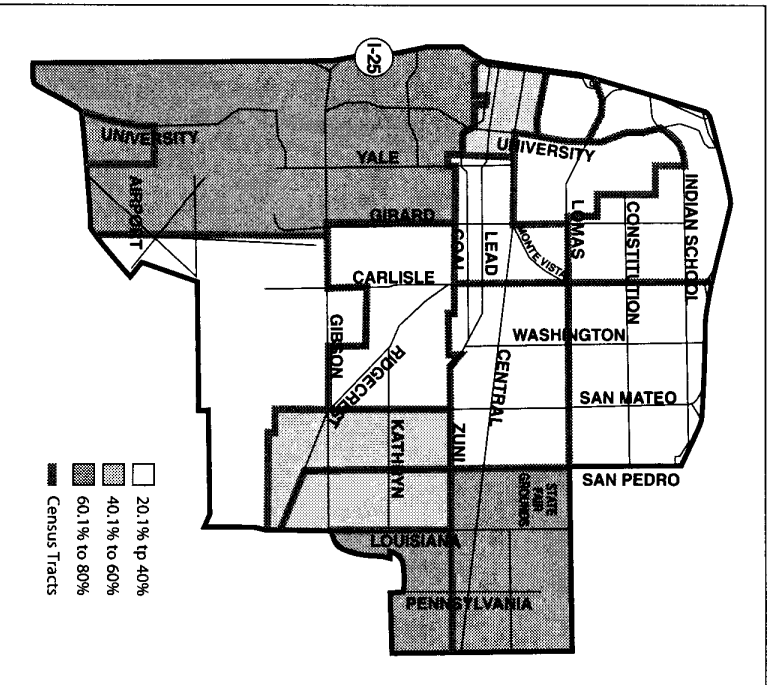 I-25
UNIVERSITY
YALE
AIRPORT
GIRARD
UNIVERSITY
COAL
LEAD
MONTE VISTA
LOMAS
CONSTITUTION
INDIAN SCHOOL
CARLISLE
GIBSON
RIDGECREST
WASHINGTON
CENTRAL
SAN MATEO
KATHRYN
ZUNI
STATE
FAIR
GROUNDS
SAN PEDRO
LOUISIANA
PENNSYLVANIA
20.1% tp 40%
40.1% to 60%
60.1% to 80%
Census Tracts